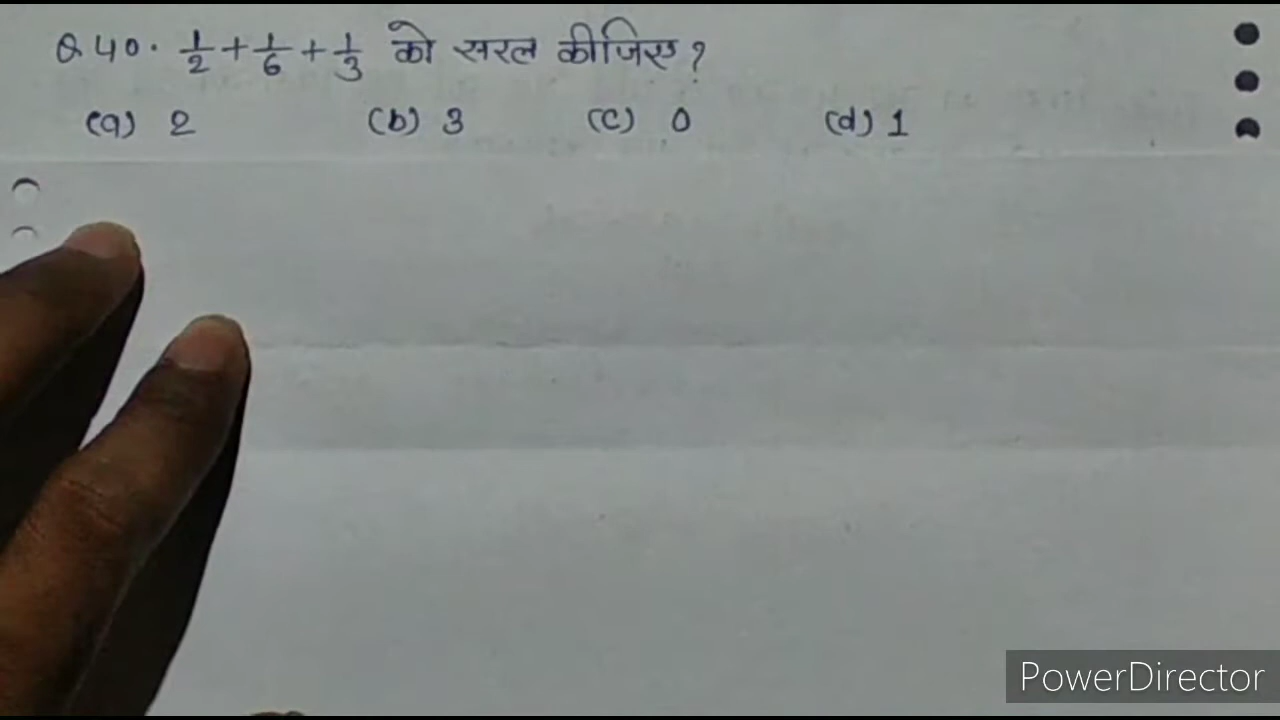 Q 40. 1/2 + 1/6 + 1/3 को सरल कीजिए ?
(a) 2 (b) 3 (c) 0 (d) 1
PowerDirector